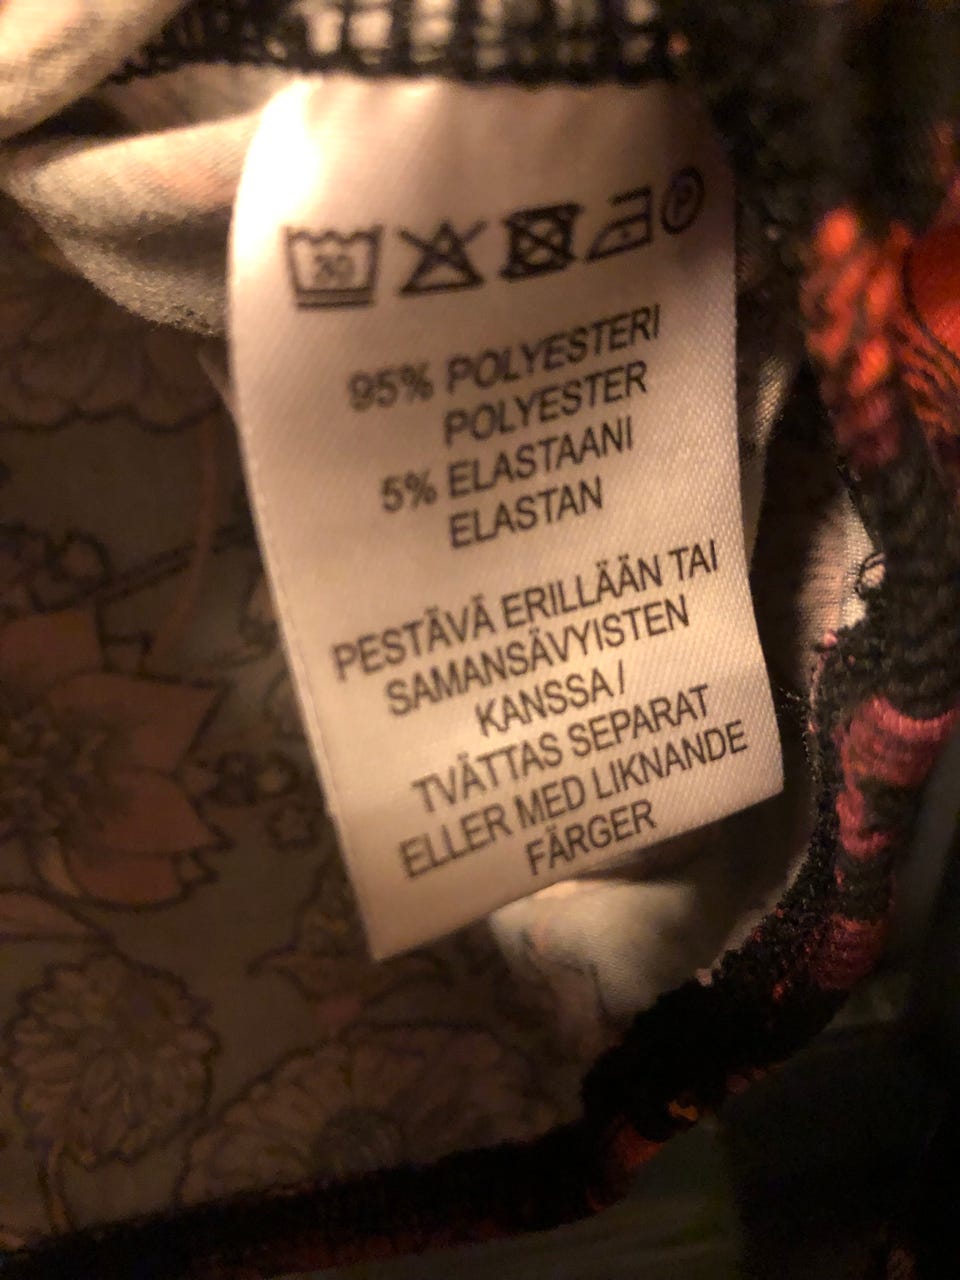 30
P
95% POLYESTERI
POLYESTER
5% ELASTAANI
ELASTAN
PESTÄVÄ ERILLÄÄN TAI
SAMANSÄVYISTEN
KANSSA /
TVÄTTAS SEPARAT
ELLER MED LIKNANDE
FÄRGER